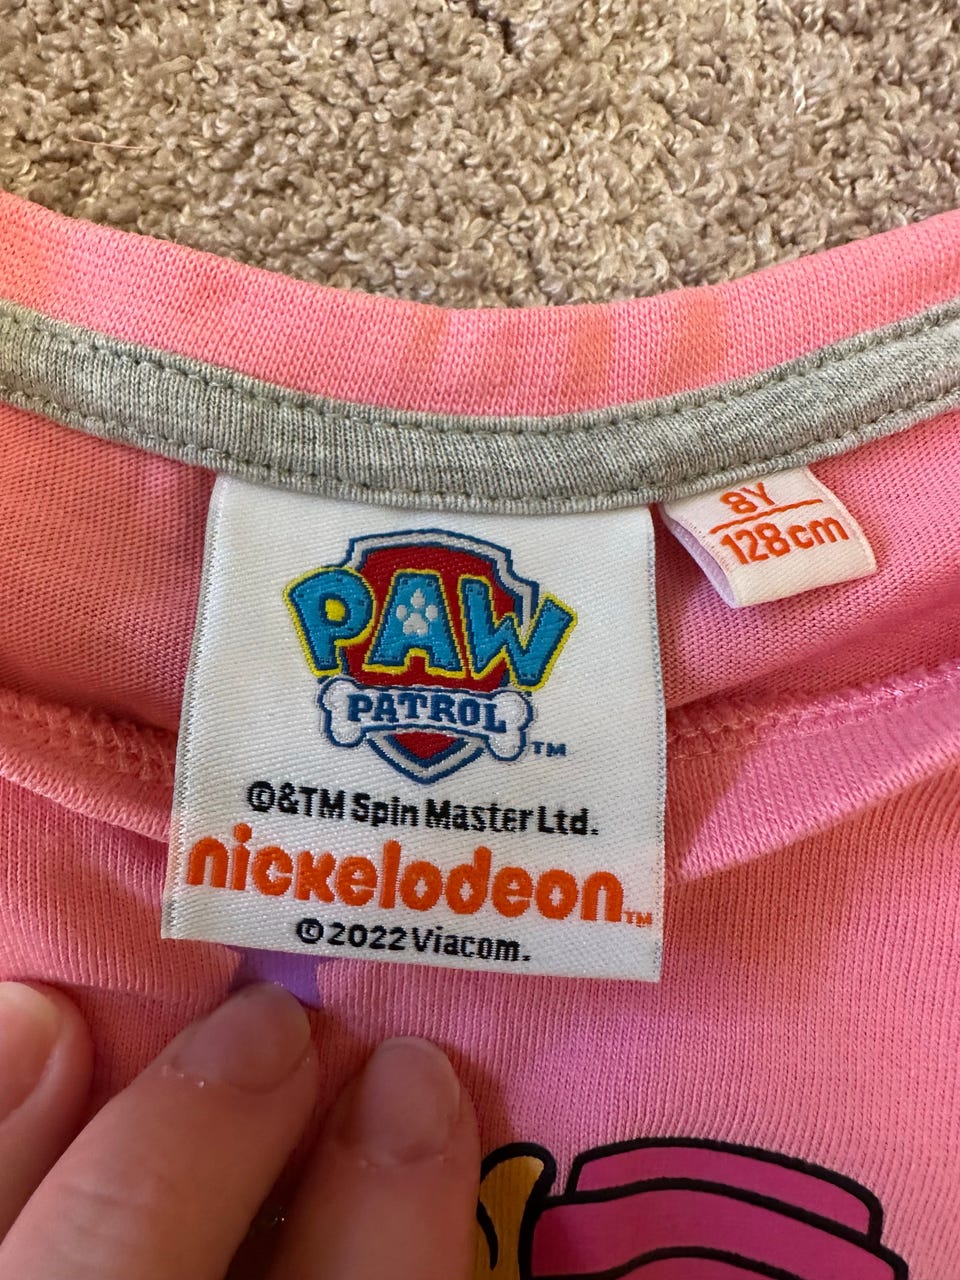 8Y
128cm
PAW
PATROL
TM
©&TM Spin Master Ltd.
nickelodeon TM
©2022 Viacom.